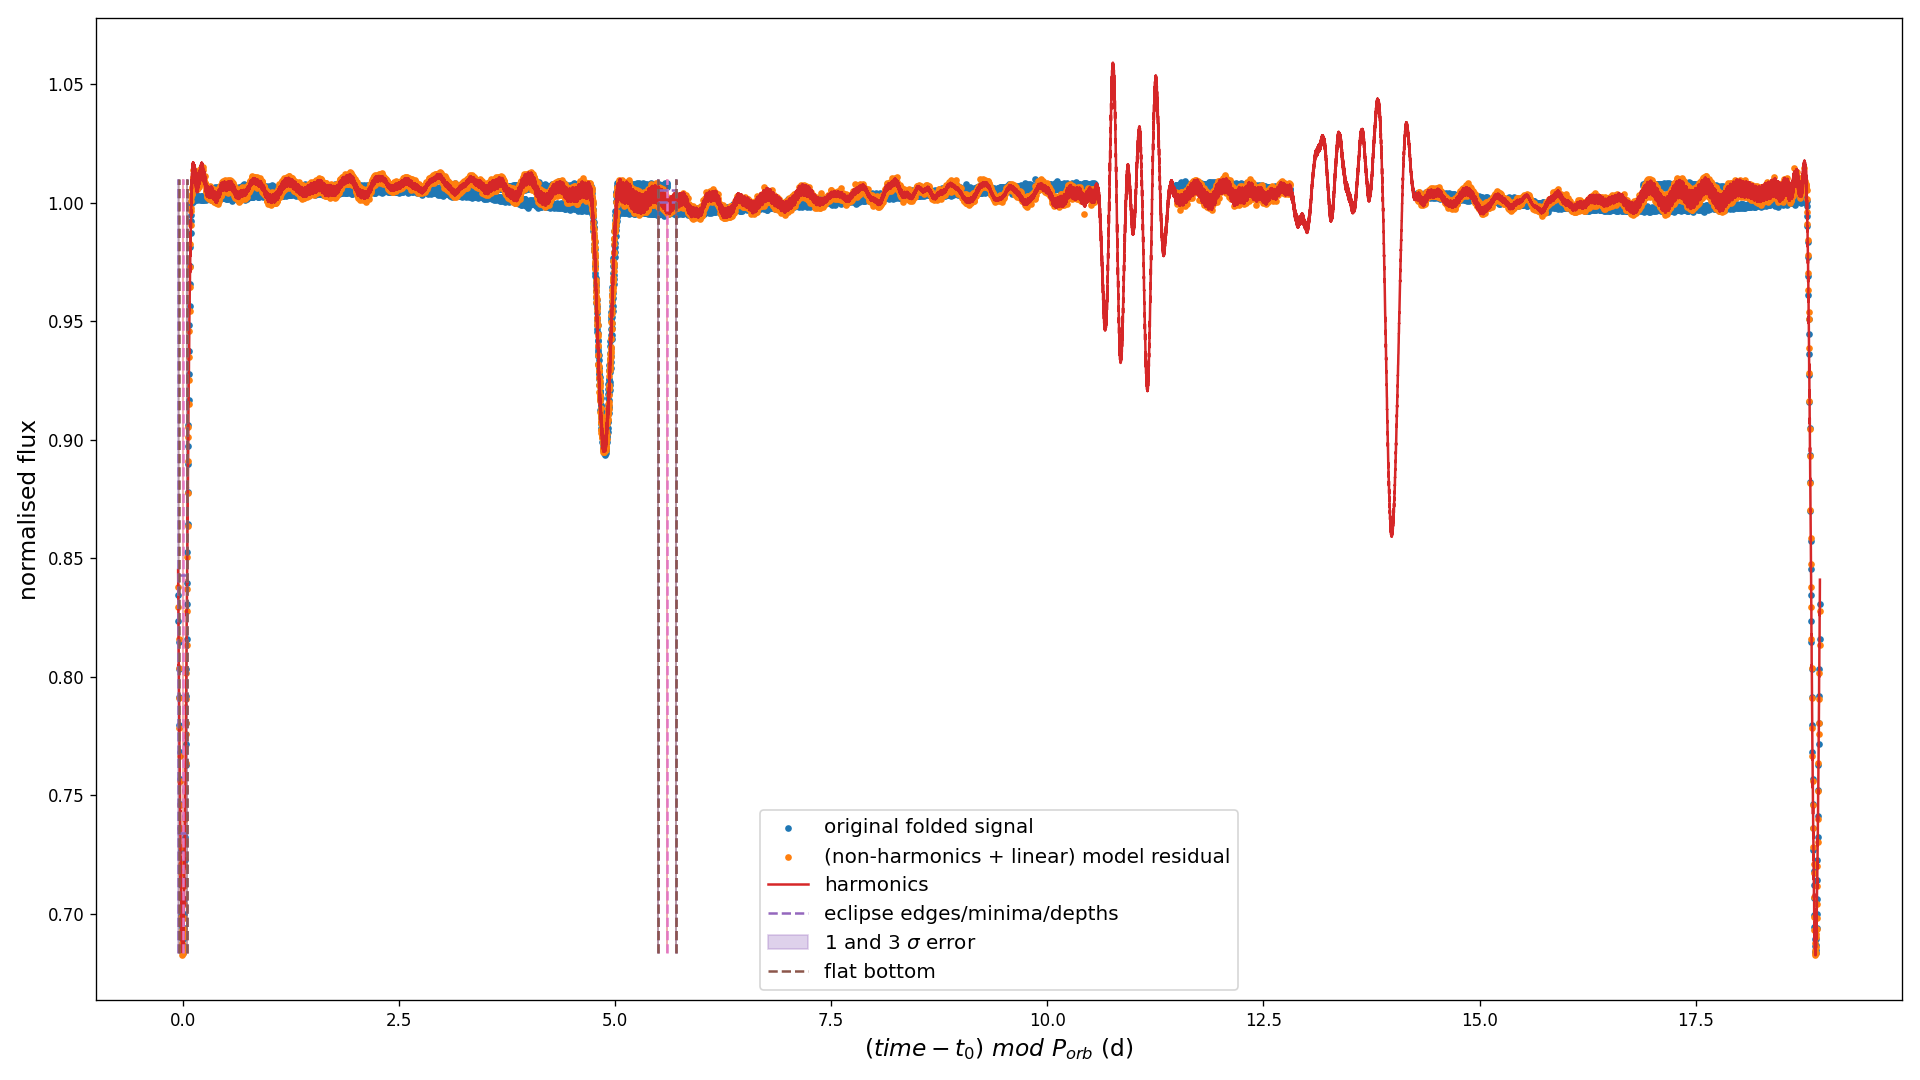 1.05
1.00
0.95
0.90
0.85
0.80
0.75
0.70
normalised flux
original folded signal
(non-harmonics + linear) model residual
harmonics
eclipse edges/minima/depths
1 and 3 σ error
flat bottom
0.0 2.5 5.0 7.5 10.0 12.5 15.0 17.5
(time − t₀) mod Pₒᵣb (d)